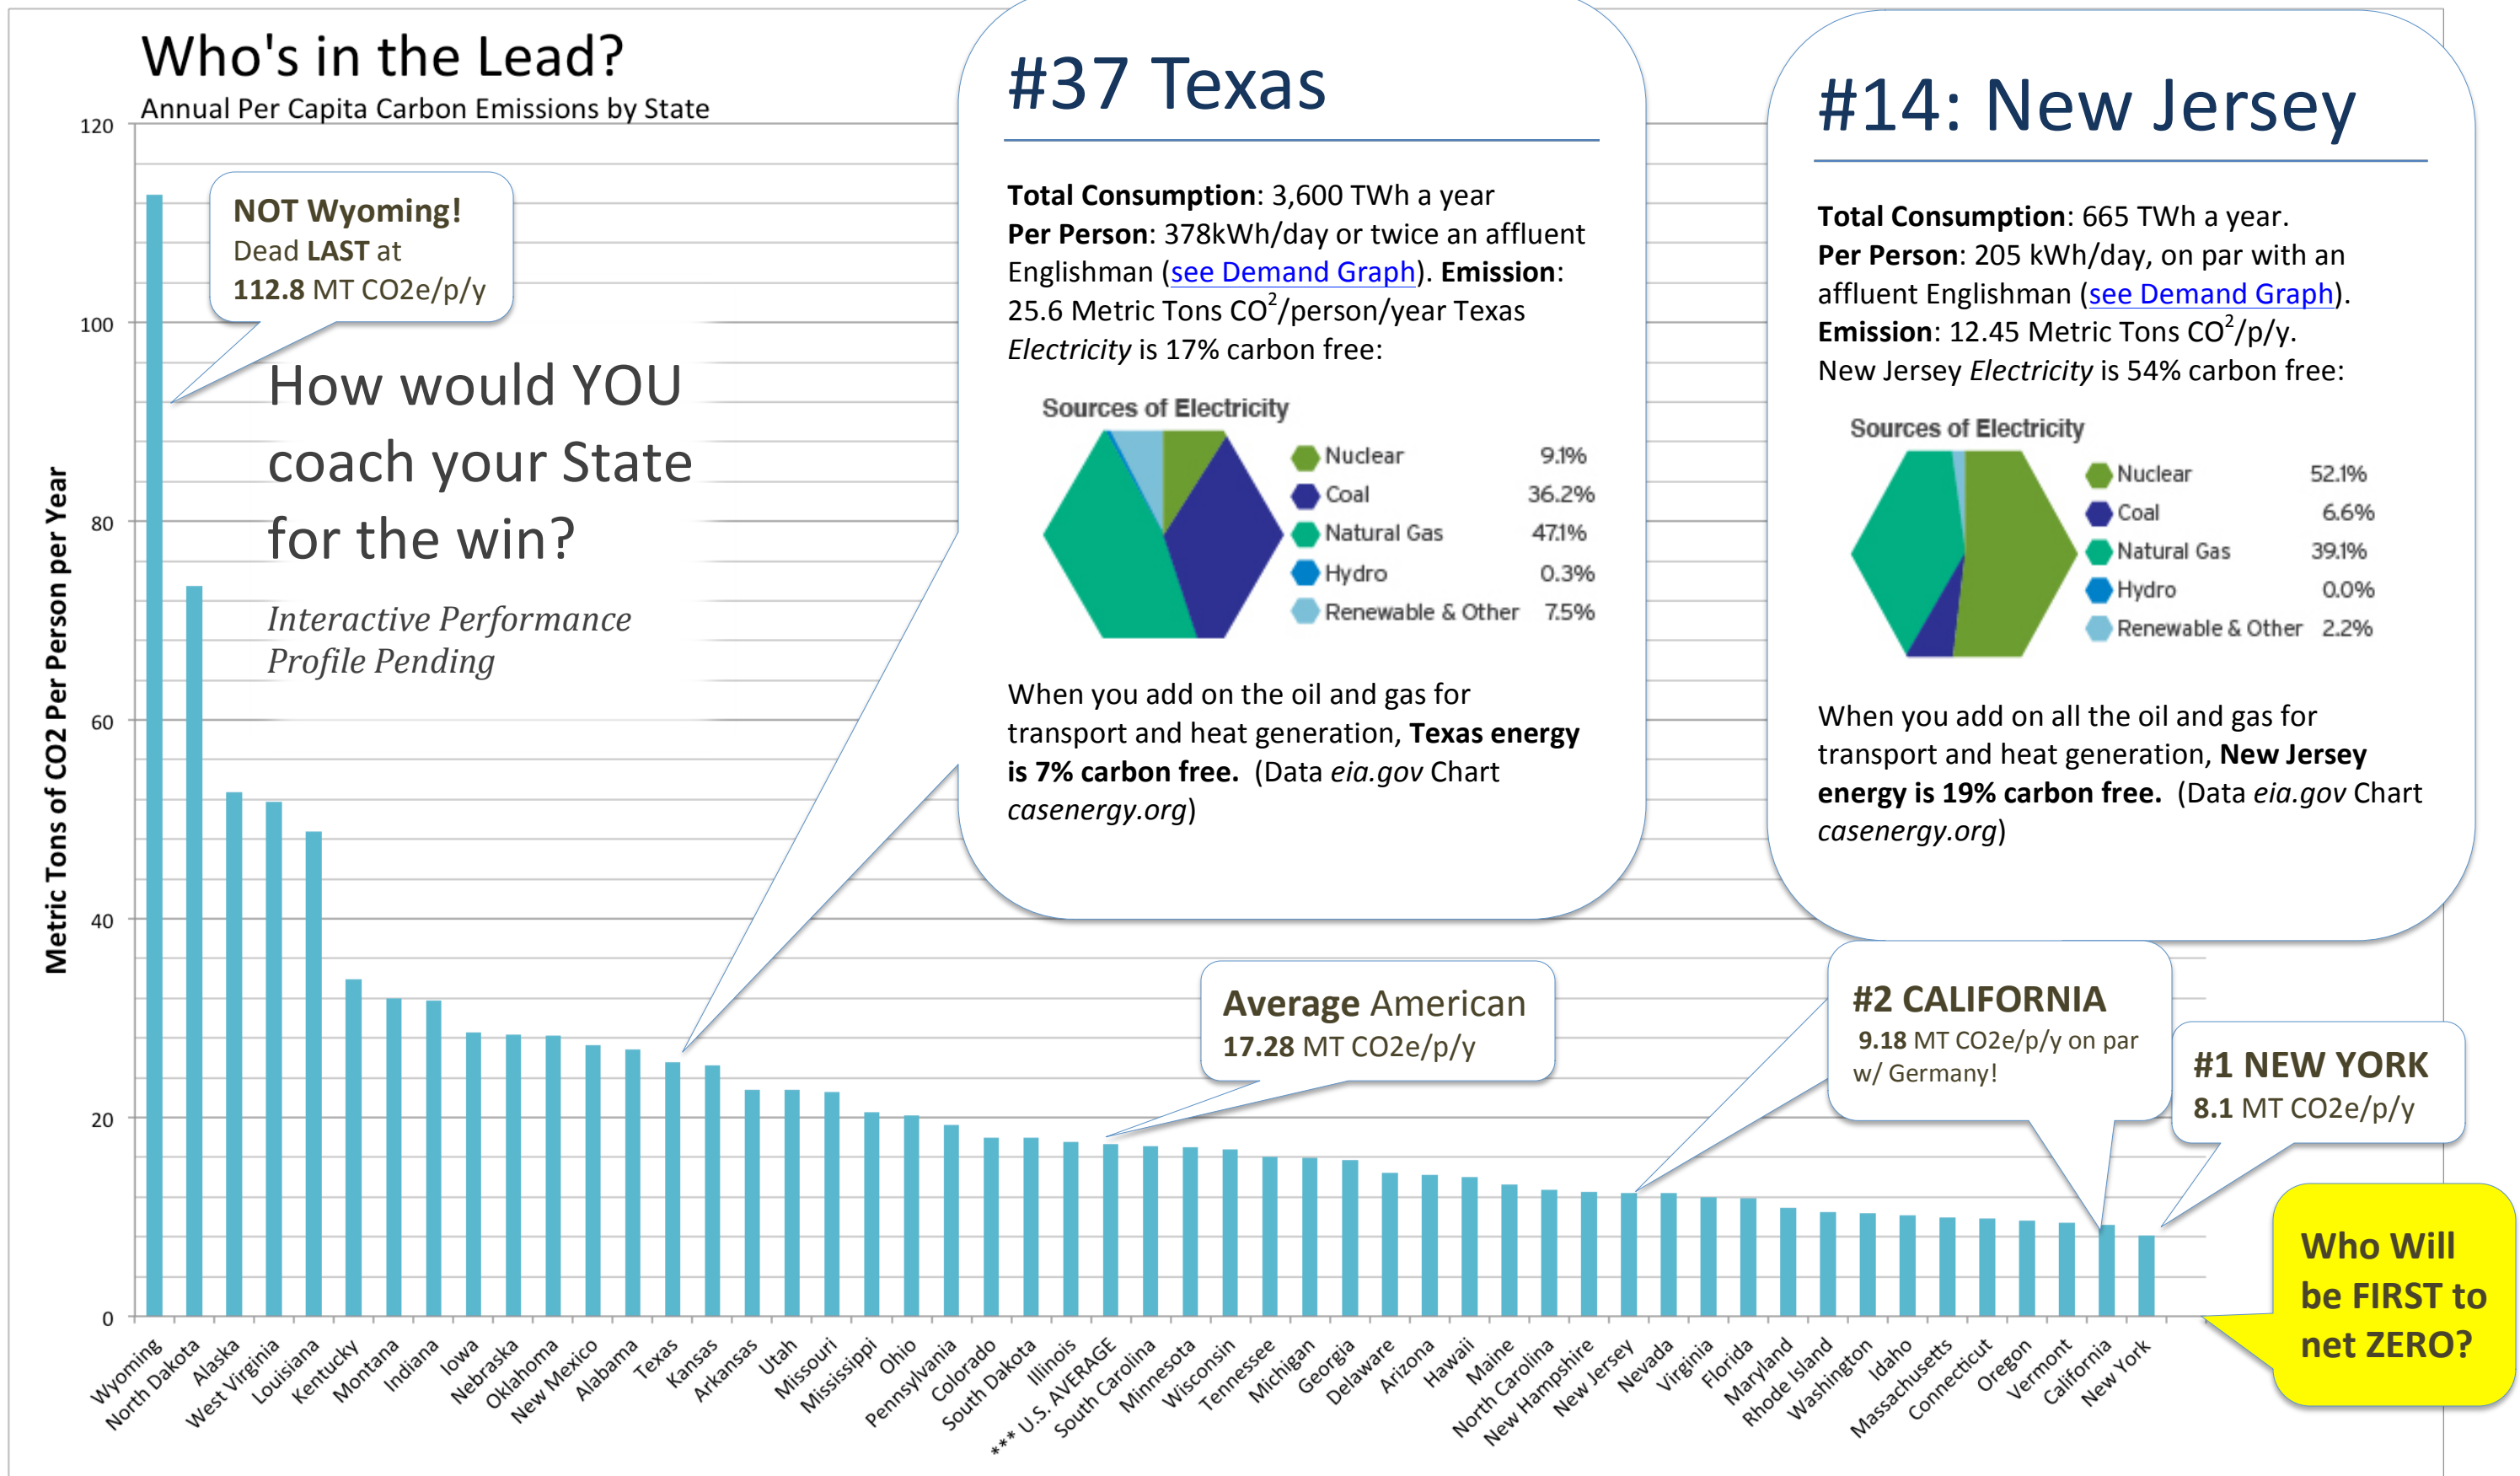 Who's in the Lead?
Annual Per Capita Carbon Emissions by State
Metric Tons of CO2 Per Person per Year
120
100
80
60
40
20
0
NOT Wyoming!
Dead LAST at
112.8 MT CO2e/p/y
How would YOU
coach your State
for the win?
Interactive Performance
Profile Pending
#37 Texas
Total Consumption: 3,600 TWh a year
Per Person: 378kWh/day or twice an affluent
Englishman (see Demand Graph). Emission:
25.6 Metric Tons CO²/person/year Texas
Electricity is 17% carbon free:
Sources of Electricity
Nuclear 9.1%
Coal 36.2%
Natural Gas 47.1%
Hydro 0.3%
Renewable & Other 7.5%
When you add on the oil and gas for
transport and heat generation, Texas energy
is 7% carbon free. (Data eia.gov Chart
casenergy.org)
#14: New Jersey
Total Consumption: 665 TWh a year.
Per Person: 205 kWh/day, on par with an
affluent Englishman (see Demand Graph).
Emission: 12.45 Metric Tons CO²/p/y.
New Jersey Electricity is 54% carbon free:
Sources of Electricity
Nuclear 52.1%
Coal 6.6%
Natural Gas 39.1%
Hydro 0.0%
Renewable & Other 2.2%
When you add on all the oil and gas for
transport and heat generation, New Jersey
energy is 19% carbon free. (Data eia.gov Chart
casenergy.org)
Average American
17.28 MT CO2e/p/y
#2 CALIFORNIA
9.18 MT CO2e/p/y on par
w/ Germany!
#1 NEW YORK
8.1 MT CO2e/p/y
Who Will
be FIRST to
net ZERO?
Wyoming
North Dakota
Alaska
West Virginia
Louisiana
Kentucky
Montana
Indiana
Iowa
Nebraska
Oklahoma
New Mexico
Alabama
Texas
Kansas
Arkansas
Utah
Missouri
Mississippi
Ohio
Pennsylvania
Colorado
South Dakota
Illinois
*** U.S. AVERAGE
South Carolina
Minnesota
Wisconsin
Tennessee
Michigan
Georgia
Delaware
Arizona
Hawaii
Maine
North Carolina
New Hampshire
New Jersey
Nevada
Virginia
Florida
Maryland
Rhode Island
Washington
Idaho
Massachusetts
Connecticut
Oregon
Vermont
California
New York